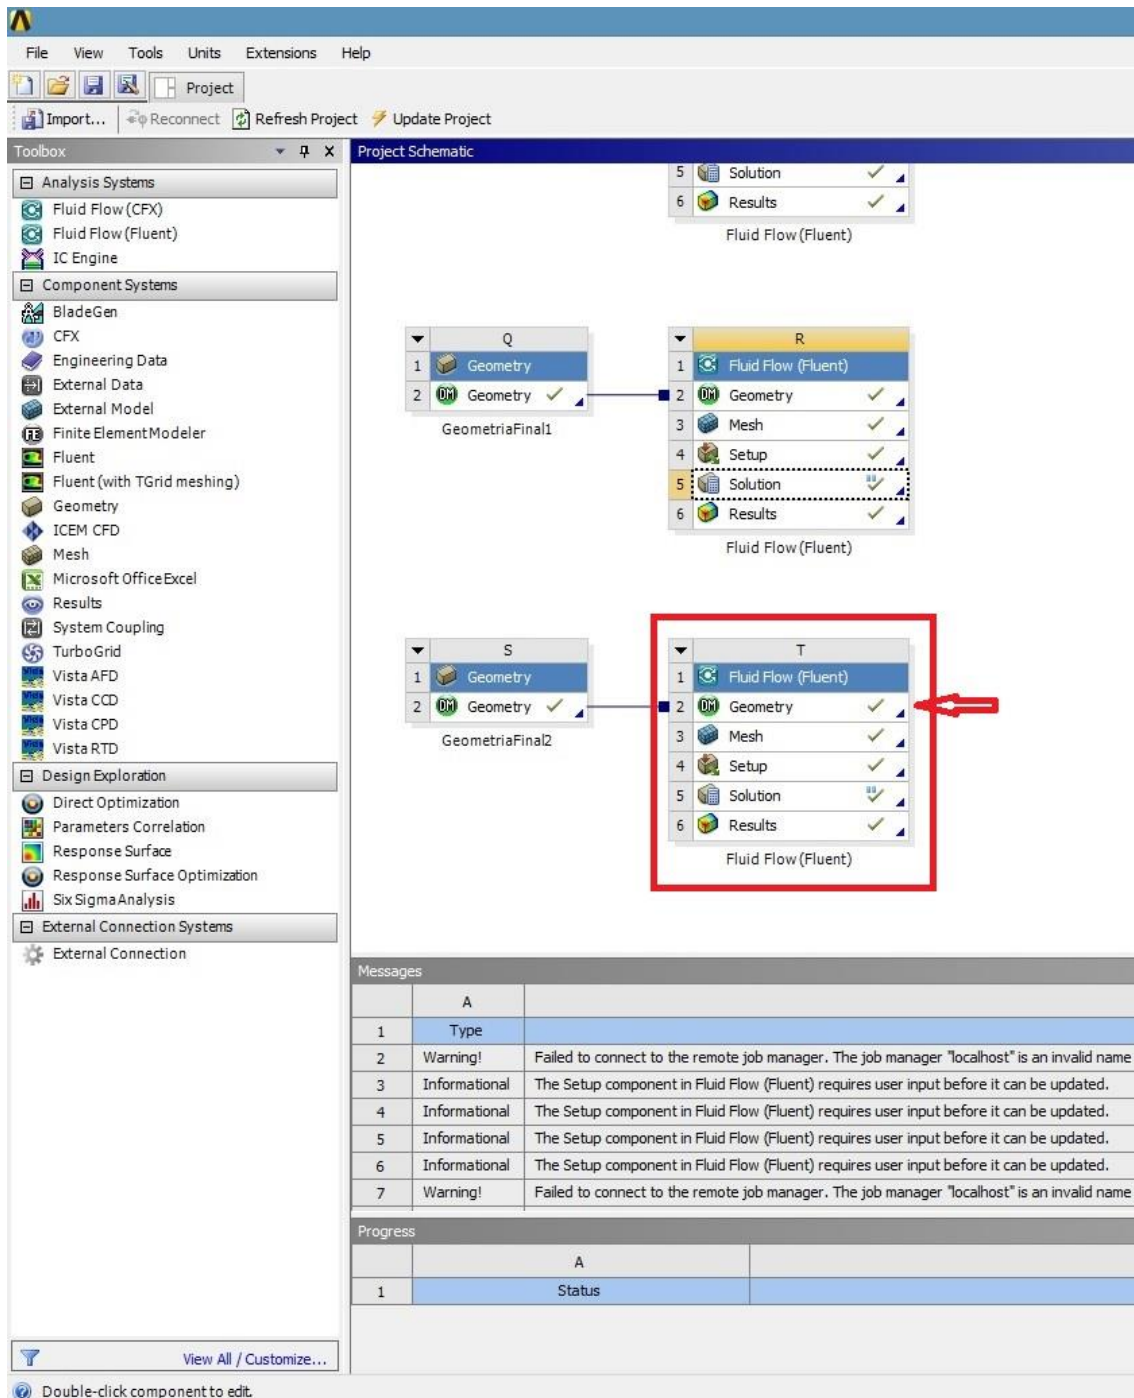 File View Tools Units Extensions Help
Project
Import... Reconnect Refresh Project Update Project
Toolbox
Analysis Systems
Fluid Flow (CFX)
Fluid Flow (Fluent)
IC Engine
Component Systems
BladeGen
CFX
Engineering Data
External Data
External Model
Finite Element Modeler
Fluent
Fluent (with TGrid meshing)
Geometry
ICEM CFD
Mesh
Microsoft Office Excel
Results
System Coupling
TurboGrid
Vista AFD
Vista CCD
Vista CPD
Vista RTD
Design Exploration
Direct Optimization
Parameters Correlation
Response Surface
Response Surface Optimization
Six Sigma Analysis
External Connection Systems
External Connection
View All / Customize...
Project Schematic
5 Solution
6 Results
Fluid Flow (Fluent)
Q
1 Geometry
2 DM Geometry
GeometriaFinal1
R
1 Fluid Flow (Fluent)
2 DM Geometry
3 Mesh
4 Setup
5 Solution
6 Results
Fluid Flow (Fluent)
S
1 Geometry
2 DM Geometry
GeometriaFinal2
T
1 Fluid Flow (Fluent)
2 DM Geometry
3 Mesh
4 Setup
5 Solution
6 Results
Fluid Flow (Fluent)
Messages
A
1 Type
2 Warning! Failed to connect to the remote job manager. The job manager "localhost" is an invalid name
3 Informational The Setup component in Fluid Flow (Fluent) requires user input before it can be updated.
4 Informational The Setup component in Fluid Flow (Fluent) requires user input before it can be updated.
5 Informational The Setup component in Fluid Flow (Fluent) requires user input before it can be updated.
6 Informational The Setup component in Fluid Flow (Fluent) requires user input before it can be updated.
7 Warning! Failed to connect to the remote job manager. The job manager "localhost" is an invalid name
Progress
A
1 Status
Double-click component to edit.